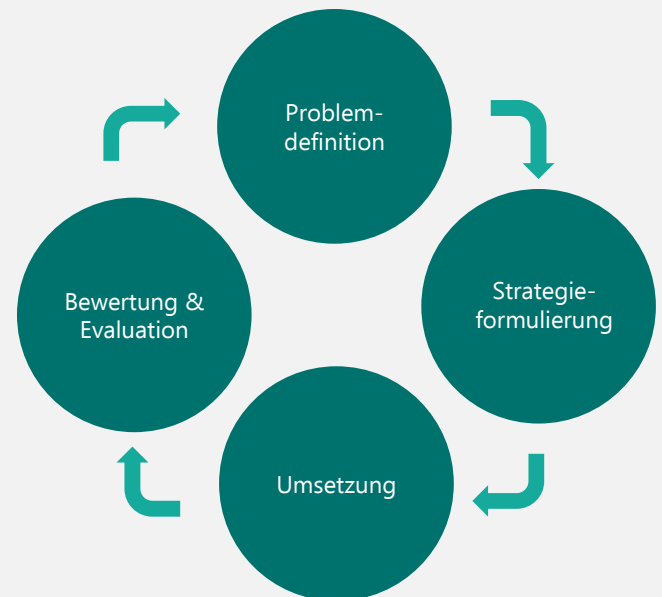 Problem-
definition
Strategie-
formulierung
Umsetzung
Bewertung &
Evaluation